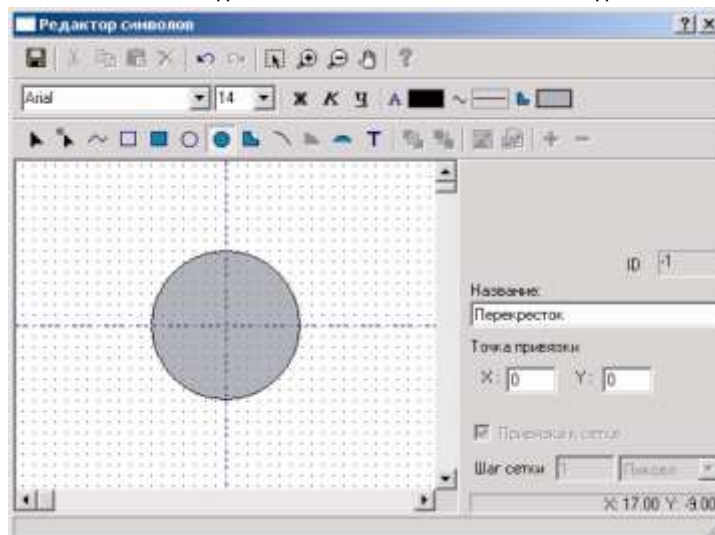 Редактор символов
Arial 14 Ж К Ч A
T
ID -1
Название:
Перекресток
Точка привязки
X: 0 Y: 0
Привязка к сетке
Шаг сетки 1 Пиксел
X: 17.00 Y: -9.00